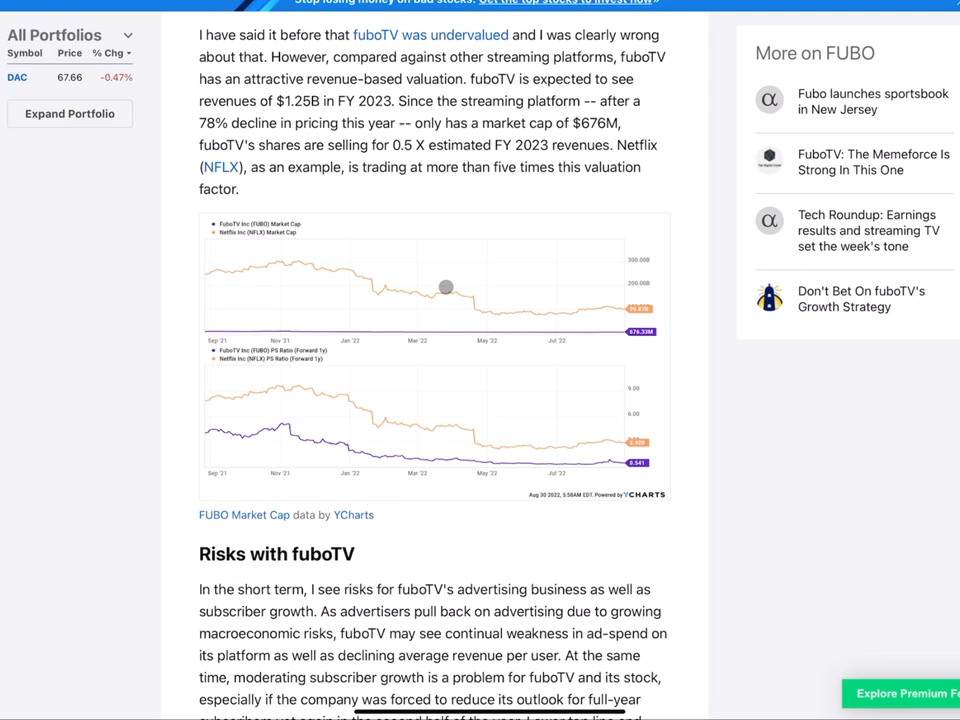 Stop losing money on bad stocks. Get the top stocks to invest now »
All Portfolios
Symbol Price % Chg
DAC 67.66 -0.47%
Expand Portfolio
I have said it before that fuboTV was undervalued and I was clearly wrong
about that. However, compared against other streaming platforms, fuboTV
has an attractive revenue-based valuation. fuboTV is expected to see
revenues of $1.25B in FY 2023. Since the streaming platform -- after a
78% decline in pricing this year -- only has a market cap of $676M,
fuboTV's shares are selling for 0.5 X estimated FY 2023 revenues. Netflix
(NFLX), as an example, is trading at more than five times this valuation
factor.
FuboTV Inc (FUBO) Market Cap
Netflix Inc (NFLX) Market Cap
300.00B
200.00B
676.33M
Sep '21 Nov '21 Jan '22 Mar '22 May '22 Jul '22
FuboTV Inc (FUBO) PS Ratio (Forward 1y)
Netflix Inc (NFLX) PS Ratio (Forward 1y)
9.00
6.00
0.541
Sep '21 Nov '21 Jan '22 Mar '22 May '22 Jul '22
Aug 30 2022, 5:58AM EDT. Powered by YCHARTS
FUBO Market Cap data by YCharts
Risks with fuboTV
In the short term, I see risks for fuboTV's advertising business as well as
subscriber growth. As advertisers pull back on advertising due to growing
macroeconomic risks, fuboTV may see continual weakness in ad-spend on
its platform as well as declining average revenue per user. At the same
time, moderating subscriber growth is a problem for fuboTV and its stock,
especially if the company was forced to reduce its outlook for full-year
More on FUBO
Fubo launches sportsbook
in New Jersey
FuboTV: The Memeforce Is
Strong In This One
Tech Roundup: Earnings
results and streaming TV
set the week's tone
Don't Bet On fuboTV's
Growth Strategy
Explore Premium Fe